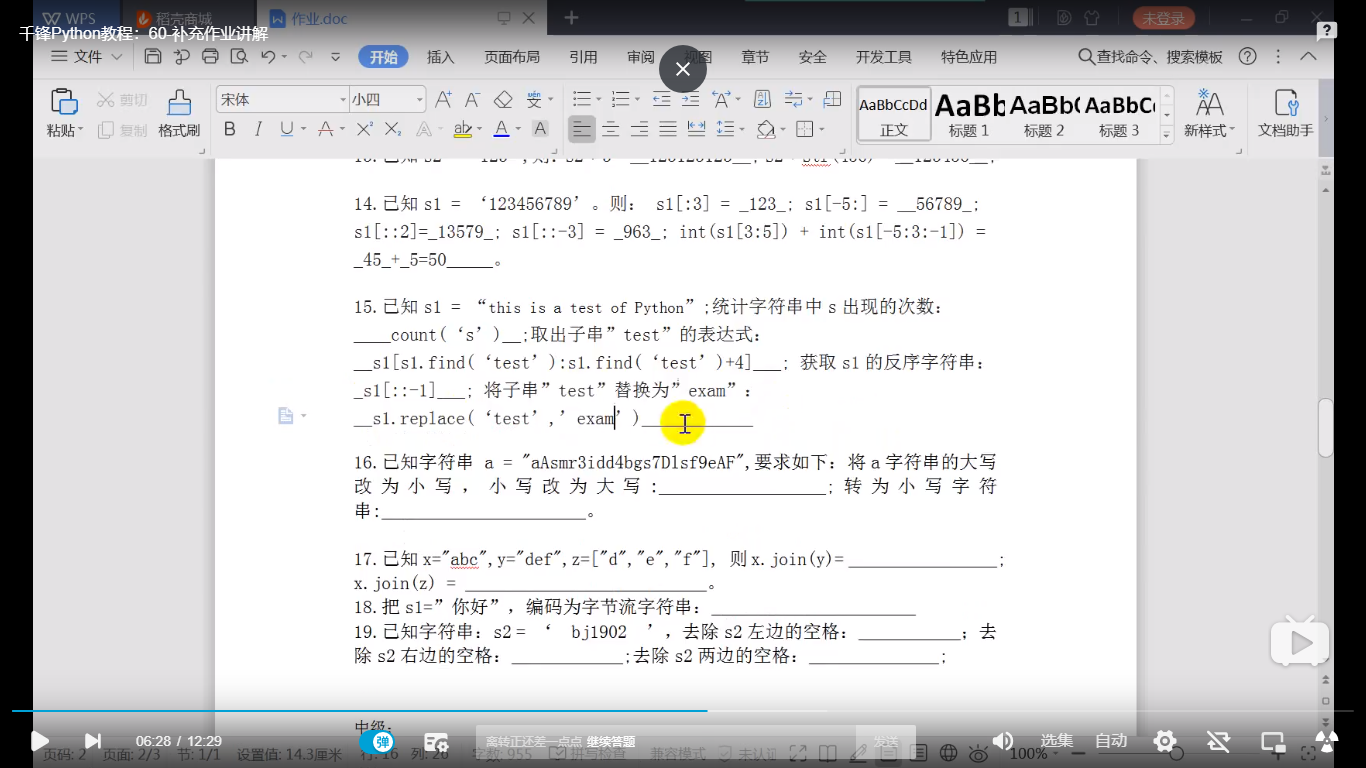 WPS 稻壳商城 作业.doc 1 未登录
千锋Python教程：60-补充作业讲解
文件 开始 插入 页面布局 引用 审阅 视图 章节 安全 开发工具 特色应用 查找命令、搜索模板
宋体 小四 AaBbCcDd AaBb AaBb( AaBbC
粘贴 剪切 复制 格式刷 正文 标题 1 标题 2 标题 3 新样式 文档助手
14.已知 s1 = ‘123456789’。则： s1[:3] = _123_; s1[-5:] = __56789_;
s1[::2]=_13579_; s1[::-3] = _963_; int(s1[3:5]) + int(s1[-5:3:-1]) =
_45_+_5=50_____。
15.已知 s1 = “this is a test of Python”;统计字符串中 s 出现的次数：
____count(‘s’)__;取出子串”test”的表达式：
__s1[s1.find(‘test’):s1.find(‘test’)+4]___; 获取 s1 的反序字符串：
_s1[::-1]___; 将子串”test”替换为”exam”：
__s1.replace(‘test’,’exam’)____________
16.已知字符串 a = "aAsmr3idd4bgs7Dlsf9eAF",要求如下：将 a 字符串的大写
改为小写，小写改为大写:__________________;转为小写字符
串:______________________。
17.已知 x="abc",y="def",z=["d","e","f"], 则 x.join(y)=________________;
x.join(z) = __________________________。
18.把 s1=”你好”，编码为字节流字符串：______________________
19.已知字符串：s2 = ‘ bj1902 ’，去除 s2 左边的空格：___________；去
除 s2 右边的空格：____________;去除 s2 两边的空格：______________;
中级：
06:28 / 12:29 弹 离转正还差一点点 继续答题 发送 选集 自动
页码: 2 页面: 2/3 节: 1/1 设置值: 14.3厘米 行: 16 列: 26 字数: 955 拼写检查 兼容模式 未认证 100%